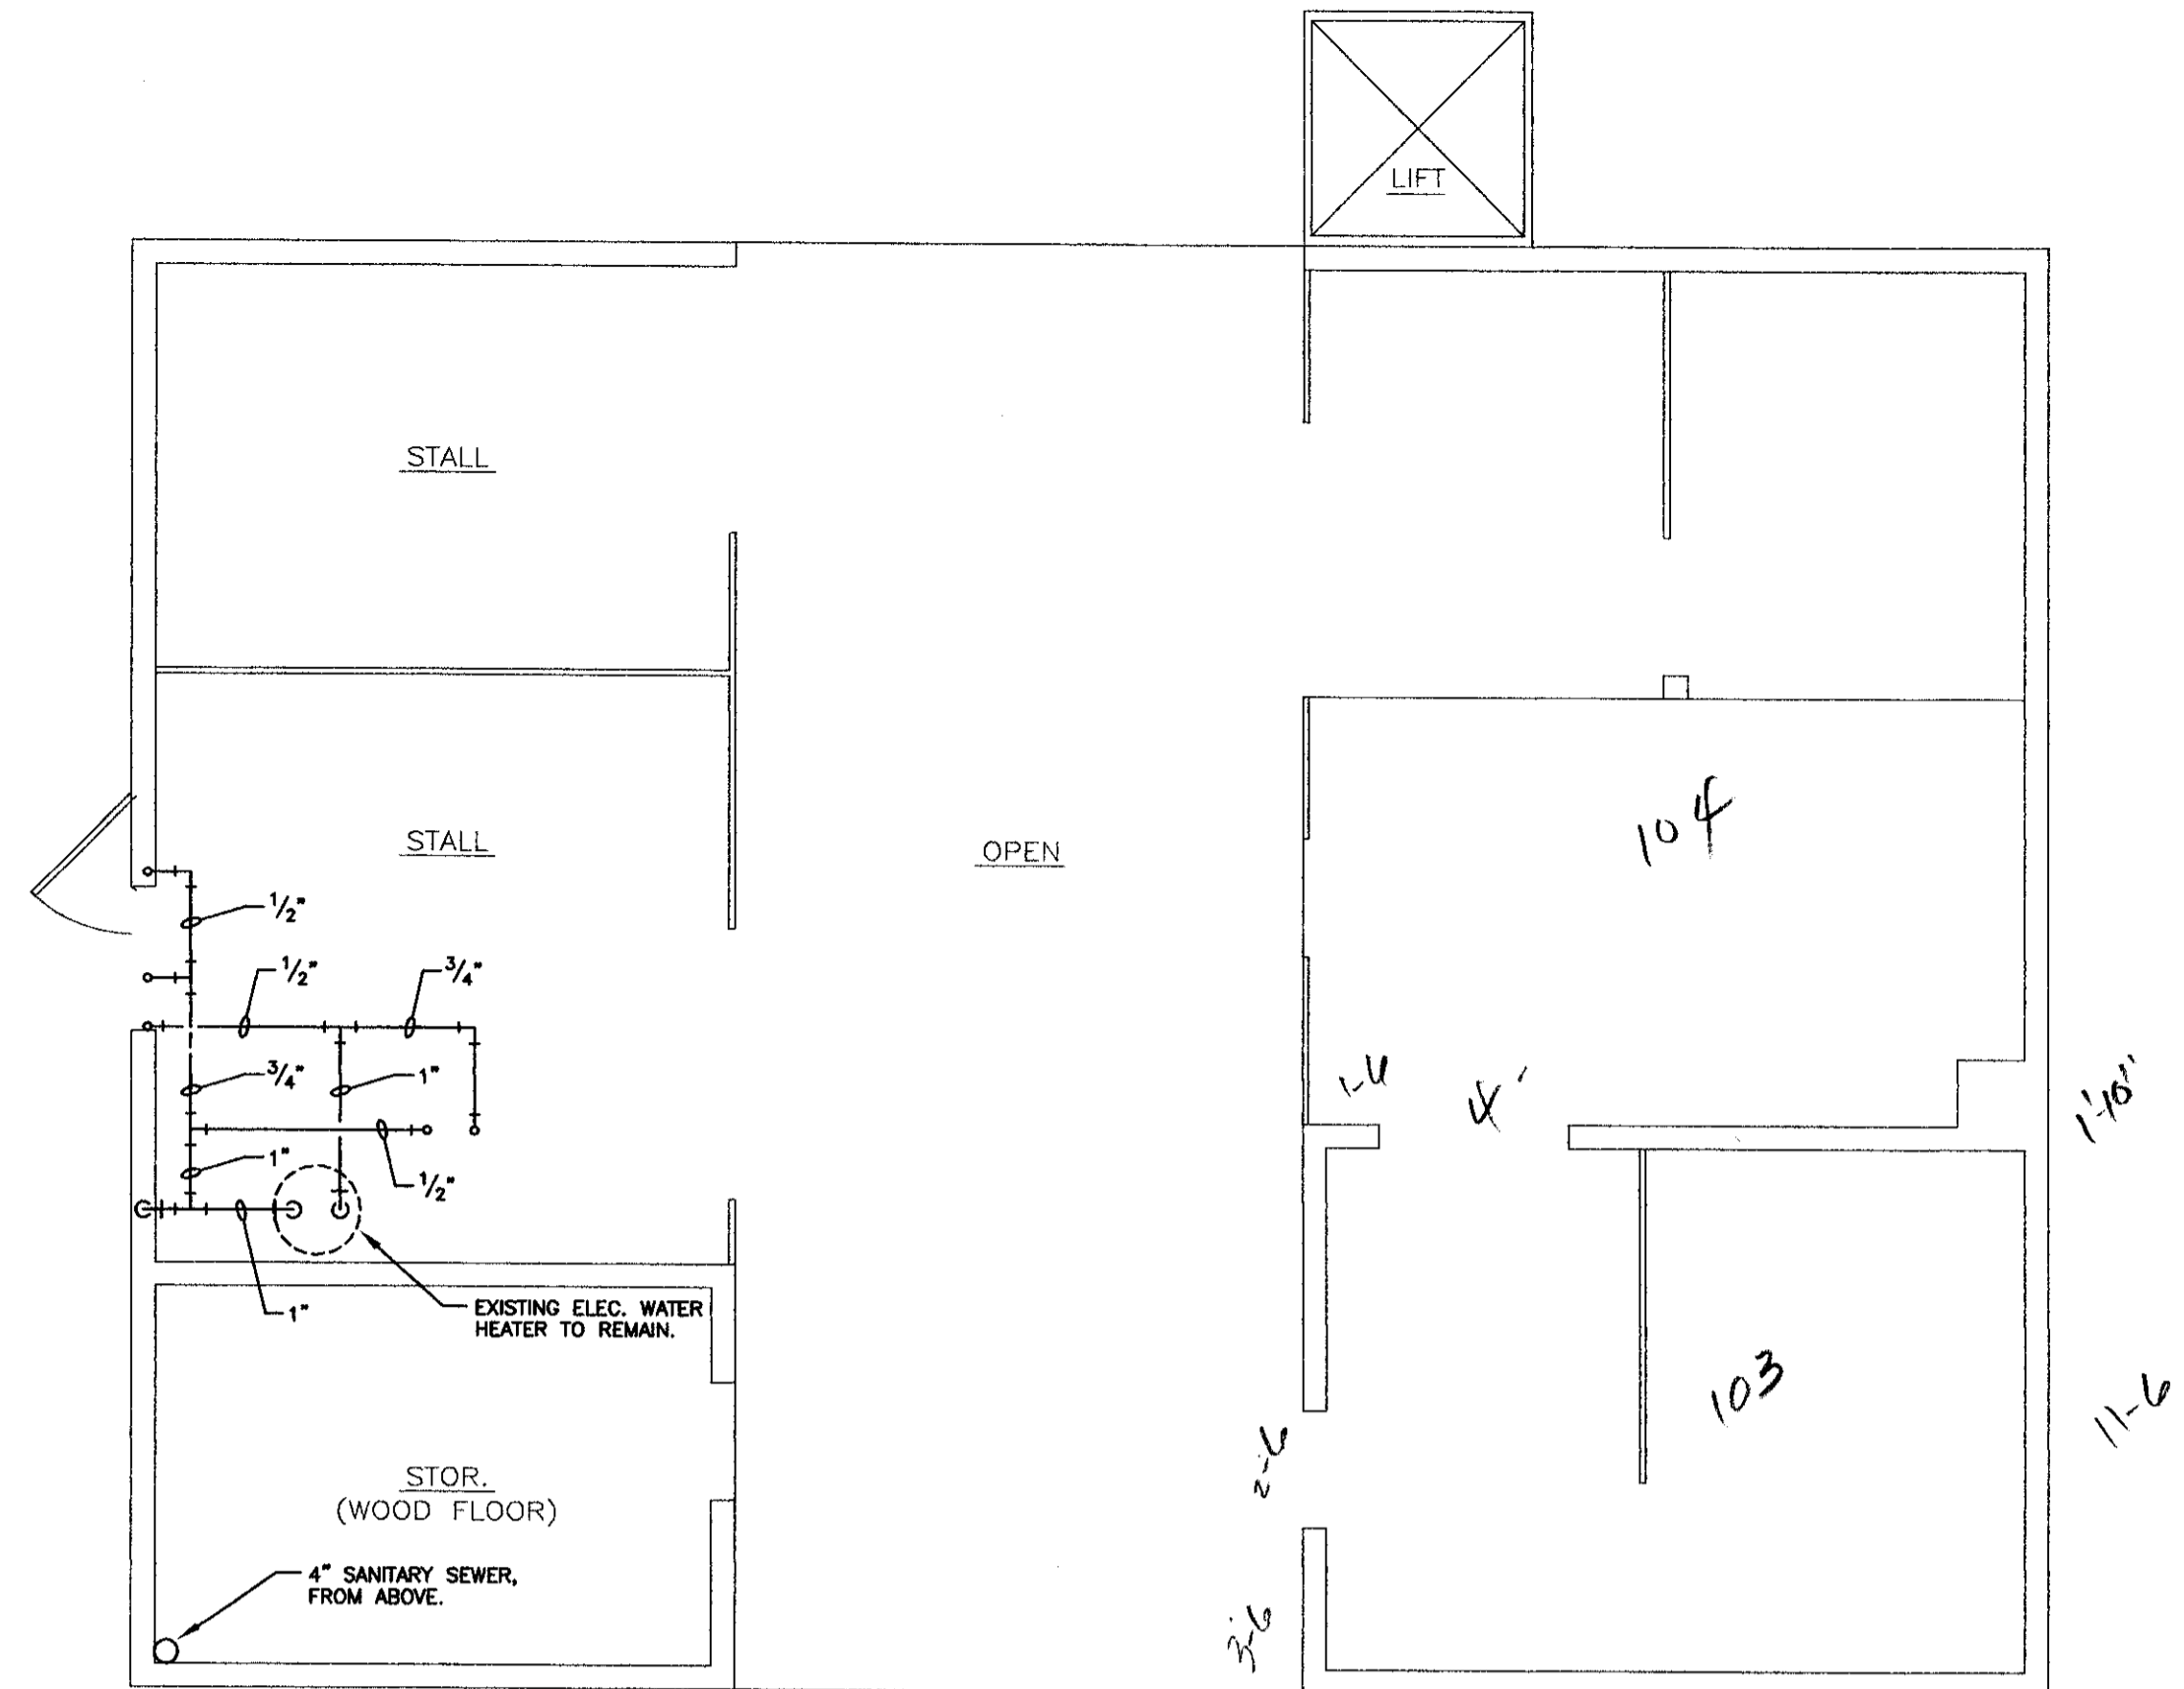 LIFT
STALL
STALL
OPEN
104
1/2"
1/2"
3/4"
3/4"
1"
1-6
4'
1'-10"
1"
1/2"
1"
EXISTING ELEC. WATER
HEATER TO REMAIN.
103
11-6
2-6
STOR.
(WOOD FLOOR)
4" SANITARY SEWER,
FROM ABOVE.
3-6